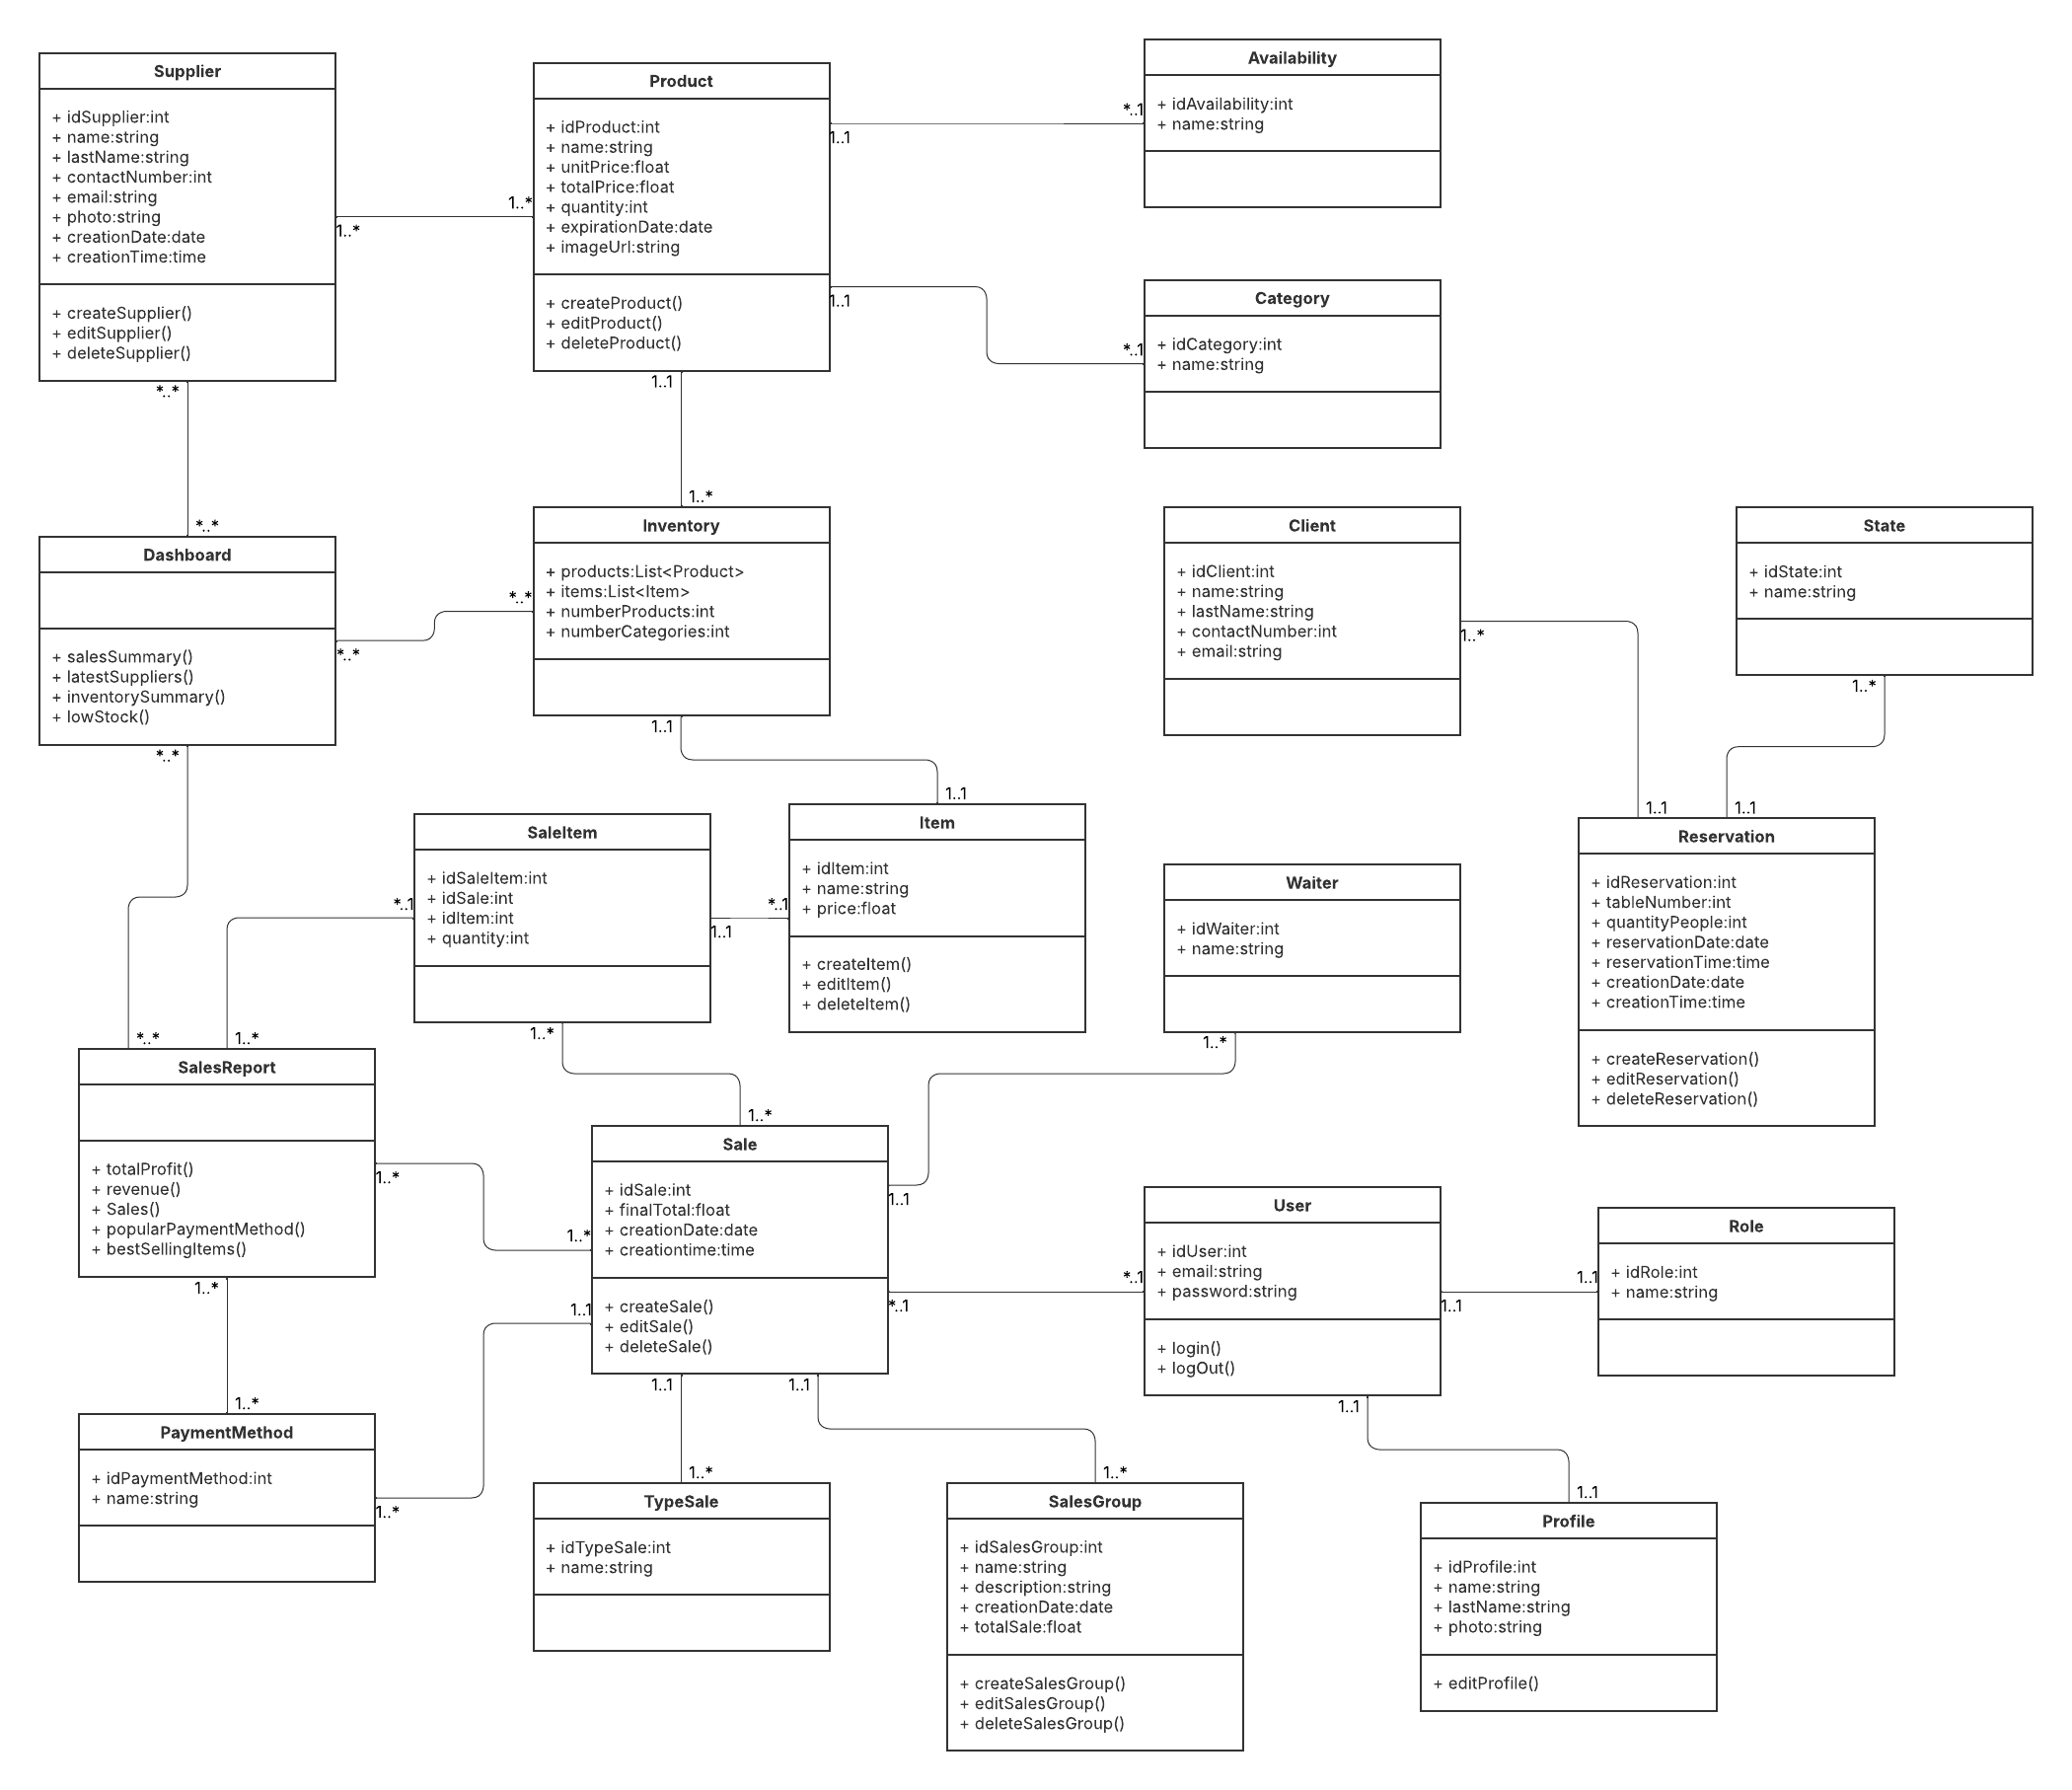 Supplier
+ idSupplier:int
+ name:string
+ lastName:string
+ contactNumber:int
+ email:string
+ photo:string
+ creationDate:date
+ creationTime:time
+ createSupplier()
+ editSupplier()
+ deleteSupplier()
1..*
1..*
*..*
*..*
Product
+ idProduct:int
+ name:string
+ unitPrice:float
+ totalPrice:float
+ quantity:int
+ expirationDate:date
+ imageUrl:string
+ createProduct()
+ editProduct()
+ deleteProduct()
1..1
*..1
1..1
*..1
1..1
1..*
Availability
+ idAvailability:int
+ name:string
Category
+ idCategory:int
+ name:string
Dashboard
+ salesSummary()
+ latestSuppliers()
+ inventorySummary()
+ lowStock()
*..*
*..*
*..*
*..*
Inventory
+ products:List<Product>
+ items:List<Item>
+ numberProducts:int
+ numberCategories:int
1..1
1..1
Client
+ idClient:int
+ name:string
+ lastName:string
+ contactNumber:int
+ email:string
1..*
1..1
State
+ idState:int
+ name:string
1..*
1..1
SaleItem
+ idSaleItem:int
+ idSale:int
+ idItem:int
+ quantity:int
*..1
1..*
1..1
*..1
1..*
1..*
Item
+ idItem:int
+ name:string
+ price:float
+ createItem()
+ editItem()
+ deleteItem()
Waiter
+ idWaiter:int
+ name:string
1..*
1..1
Reservation
+ idReservation:int
+ tableNumber:int
+ quantityPeople:int
+ reservationDate:date
+ reservationTime:time
+ creationDate:date
+ creationTime:time
+ createReservation()
+ editReservation()
+ deleteReservation()
SalesReport
+ totalProfit()
+ revenue()
+ Sales()
+ popularPaymentMethod()
+ bestSellingItems()
1..*
1..*
1..*
1..*
Sale
+ idSale:int
+ finalTotal:float
+ creationDate:date
+ creationtime:time
+ createSale()
+ editSale()
+ deleteSale()
1..1
1..*
*..1
*..1
1..1
1..*
1..1
1..*
User
+ idUser:int
+ email:string
+ password:string
+ login()
+ logOut()
1..1
1..1
1..1
1..1
Role
+ idRole:int
+ name:string
PaymentMethod
+ idPaymentMethod:int
+ name:string
TypeSale
+ idTypeSale:int
+ name:string
SalesGroup
+ idSalesGroup:int
+ name:string
+ description:string
+ creationDate:date
+ totalSale:float
+ createSalesGroup()
+ editSalesGroup()
+ deleteSalesGroup()
Profile
+ idProfile:int
+ name:string
+ lastName:string
+ photo:string
+ editProfile()